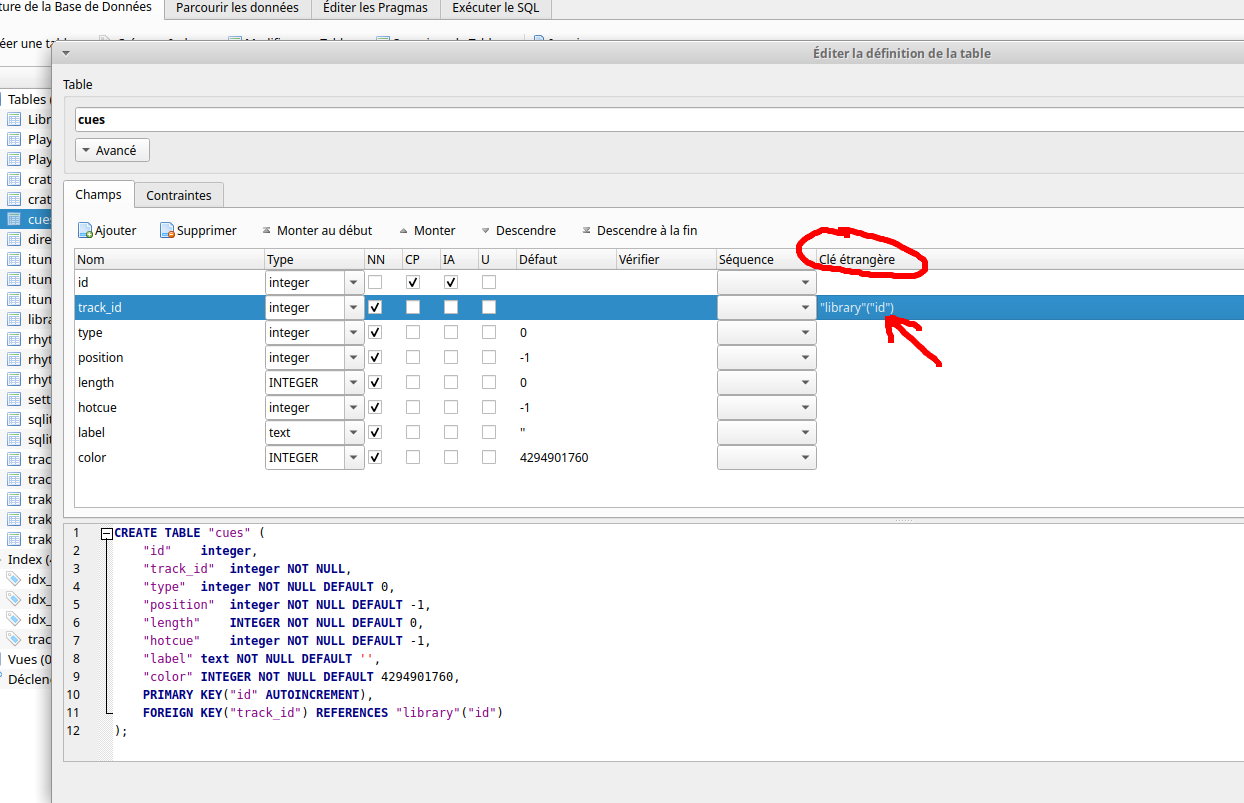 ture de la Base de Données Parcourir les données Éditer les Pragmas Exécuter le SQL
éer une
Éditer la définition de la table
Table
Tables (
cues
Libr
Play
Avancé
Play
crat
Champs Contraintes
crat
cues
Ajouter Supprimer Monter au début Monter Descendre Descendre à la fin
dire
Nom Type NN CP IA U Défaut Vérifier Séquence Clé étrangère
itun
id integer
itun
track_id integer "library"("id")
itun
libra
type integer 0
rhyt
position integer -1
rhyt
length INTEGER 0
rhyt
sett
hotcue integer -1
sqlit
label text ''
sqlit
color INTEGER 4294901760
trac
trac
trak
trak
1 CREATE TABLE "cues" (
trak
2 "id" integer,
Index (4
3 "track_id" integer NOT NULL,
idx_
4 "type" integer NOT NULL DEFAULT 0,
idx_
5 "position" integer NOT NULL DEFAULT -1,
idx_
6 "length" INTEGER NOT NULL DEFAULT 0,
trac
7 "hotcue" integer NOT NULL DEFAULT -1,
Vues (0
8 "label" text NOT NULL DEFAULT '',
Déclen
9 "color" INTEGER NOT NULL DEFAULT 4294901760,
10 PRIMARY KEY("id" AUTOINCREMENT),
11 FOREIGN KEY("track_id") REFERENCES "library"("id")
12 );